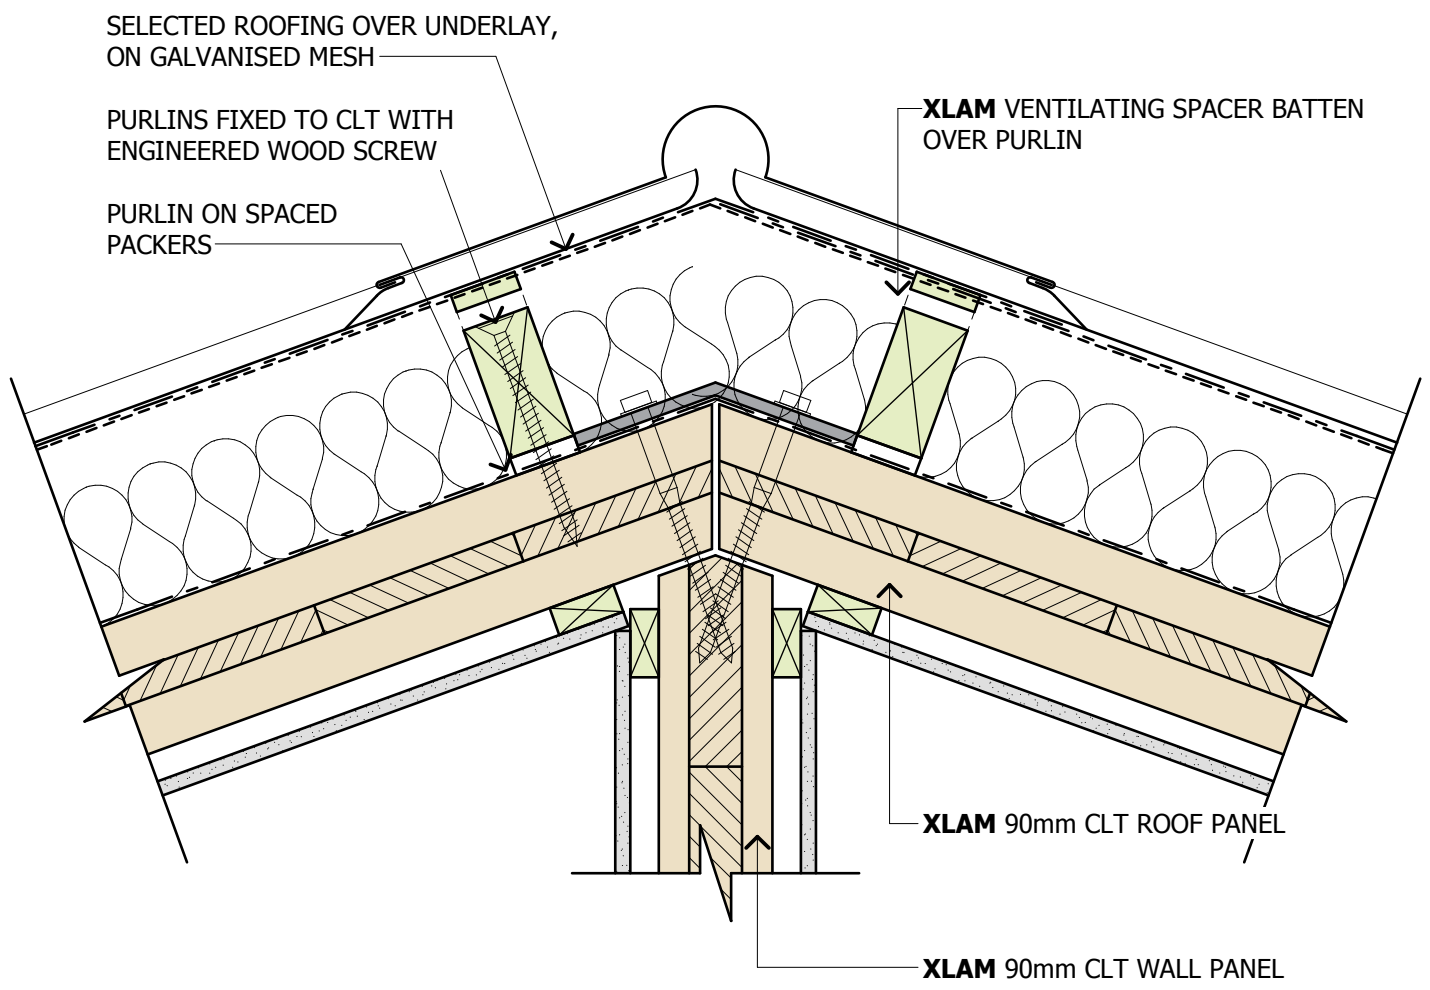 SELECTED ROOFING OVER UNDERLAY,
ON GALVANISED MESH
PURLINS FIXED TO CLT WITH
ENGINEERED WOOD SCREW
PURLIN ON SPACED
PACKERS
XLAM VENTILATING SPACER BATTEN
OVER PURLIN
XLAM 90mm CLT ROOF PANEL
XLAM 90mm CLT WALL PANEL